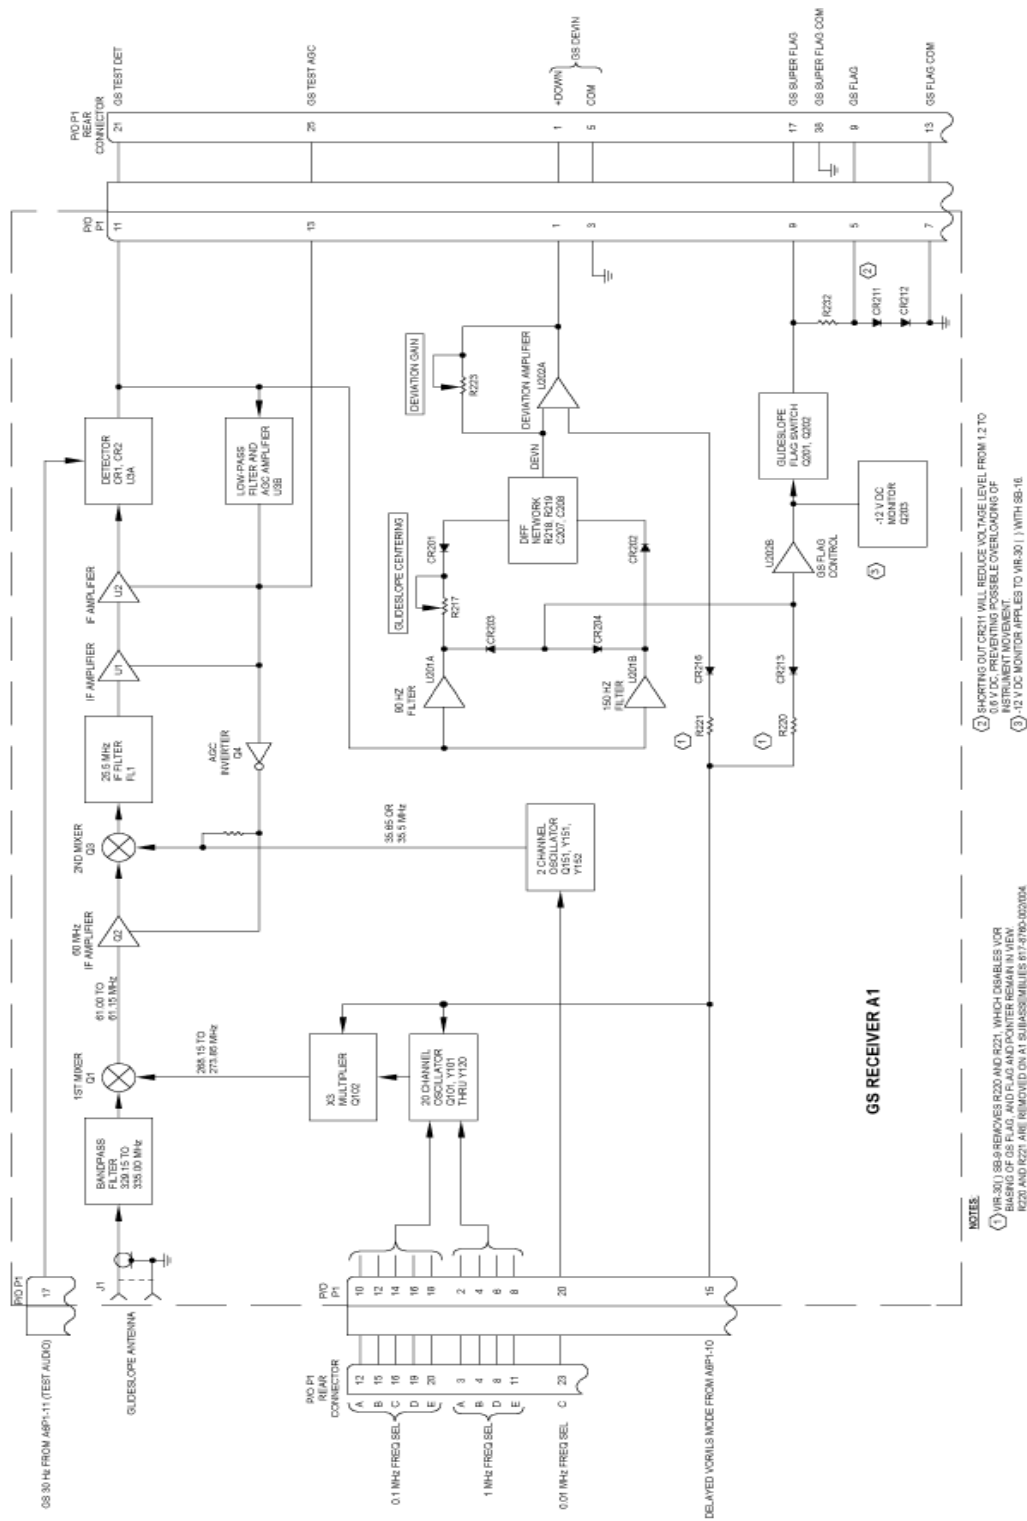 GS 30 Hz FROM A6P1-11 (TEST AUDIO)
P/O P1
17
GLIDESLOPE ANTENNA
J1
BANDPASS
FILTER
329.15 TO
335.00 MHz
1ST MIXER
Q1
61.00 TO
61.15 MHz
60 MHz
IF AMPLIFIER
Q2
2ND MIXER
Q3
25.5 MHz
IF FILTER
FL1
IF AMPLIFIER
U1
IF AMPLIFIER
U2
DETECTOR
CR1, CR2
U3A
P/O
P1
11
P/O P1
REAR
CONNECTOR
21
GS TEST DET
268.15 TO
273.85 MHz
AGC
INVERTER
Q4
LOW-PASS
FILTER AND
AGC AMPLIFIER
U3B
13
25
GS TEST AGC
X3
MULTIPLIER
Q102
20 CHANNEL
OSCILLATOR
Q101, Y101
THRU Y120
35.65 OR
35.5 MHz
2 CHANNEL
OSCILLATOR
Q151, Y151,
Y152
90 HZ
FILTER
U201A
GLIDESLOPE CENTERING
R217
CR201
CR203
CR204
150 HZ
FILTER
U201B
CR202
DIFF
NETWORK
R218, R219
C207, C208
DEVN
DEVIATION GAIN
R223
DEVIATION AMPLIFIER
U202A
1
3
1
5
+DOWN
COM
GS DEVIN
P/O P1
REAR
CONNECTOR
P/O
P1
0.1 MHz FREQ SEL
A 12 10
B 15 12
C 16 14
D 19 16
E 20 18
1 MHz FREQ SEL
A 3 2
B 4 4
D 8 6
E 11 8
0.01 MHz FREQ SEL C 23 20
DELAYED VOR/ILS MODE FROM A6P1-10
15
1
R221
CR216
1
R220
CR213
U202B
GS FLAG
CONTROL
3
-12 V DC
MONITOR
Q203
GLIDESLOPE
FLAG SWITCH
Q201, Q202
R232
2
CR211
CR212
9
5
7
17
38
9
13
GS SUPER FLAG
GS SUPER FLAG COM
GS FLAG
GS FLAG COM
GS RECEIVER A1
NOTES:
1 VIR-30( ) SB-9 REMOVES R220 AND R221, WHICH DISABLES VOR
BIASING OF GS FLAG, AND FLAG AND POINTER REMAIN IN VIEW.
R220 AND R221 ARE REMOVED ON A1 SUBASSEMBLIES 617-8760-002/004.
2 SHORTING OUT CR211 WILL REDUCE VOLTAGE LEVEL FROM 1.2 TO
0.6 V DC, PREVENTING POSSIBLE OVERLOADING OF
INSTRUMENT MOVEMENT.
3 -12 V DC MONITOR APPLIES TO VIR-30 ( ) WITH SB-16.